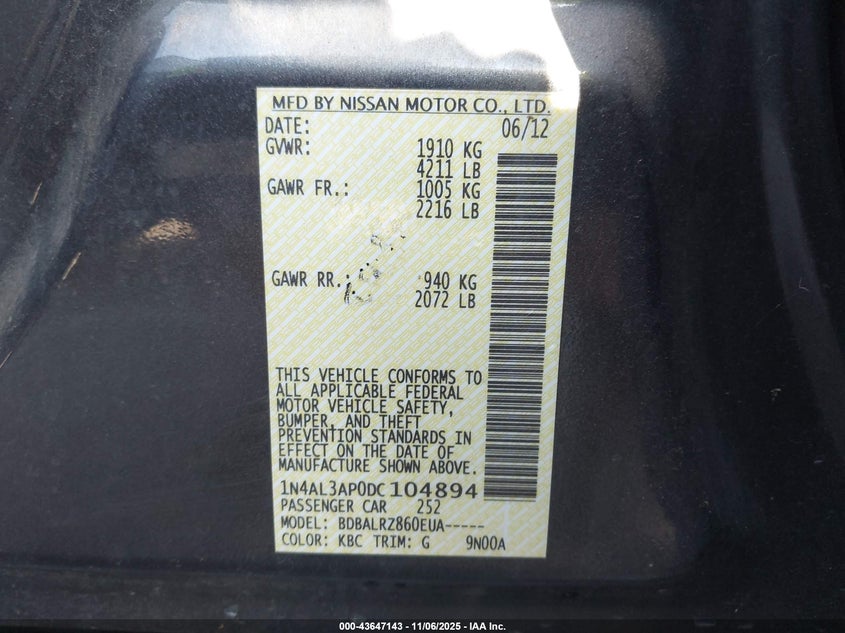 MFD BY NISSAN MOTOR CO., LTD.
DATE: 06/12
GVWR: 1910 KG
4211 LB
GAWR FR.: 1005 KG
2216 LB
GAWR RR.: 940 KG
2072 LB
THIS VEHICLE CONFORMS TO
ALL APPLICABLE FEDERAL
MOTOR VEHICLE SAFETY,
BUMPER, AND THEFT
PREVENTION STANDARDS IN
EFFECT ON THE DATE OF
MANUFACTURE SHOWN ABOVE.
1N4AL3AP0DC104894
PASSENGER CAR 252
MODEL: BDBALRZ860EUA-----
COLOR: KBC TRIM: G 9N00A
000-43647143 - 11/06/2025 - IAA Inc.